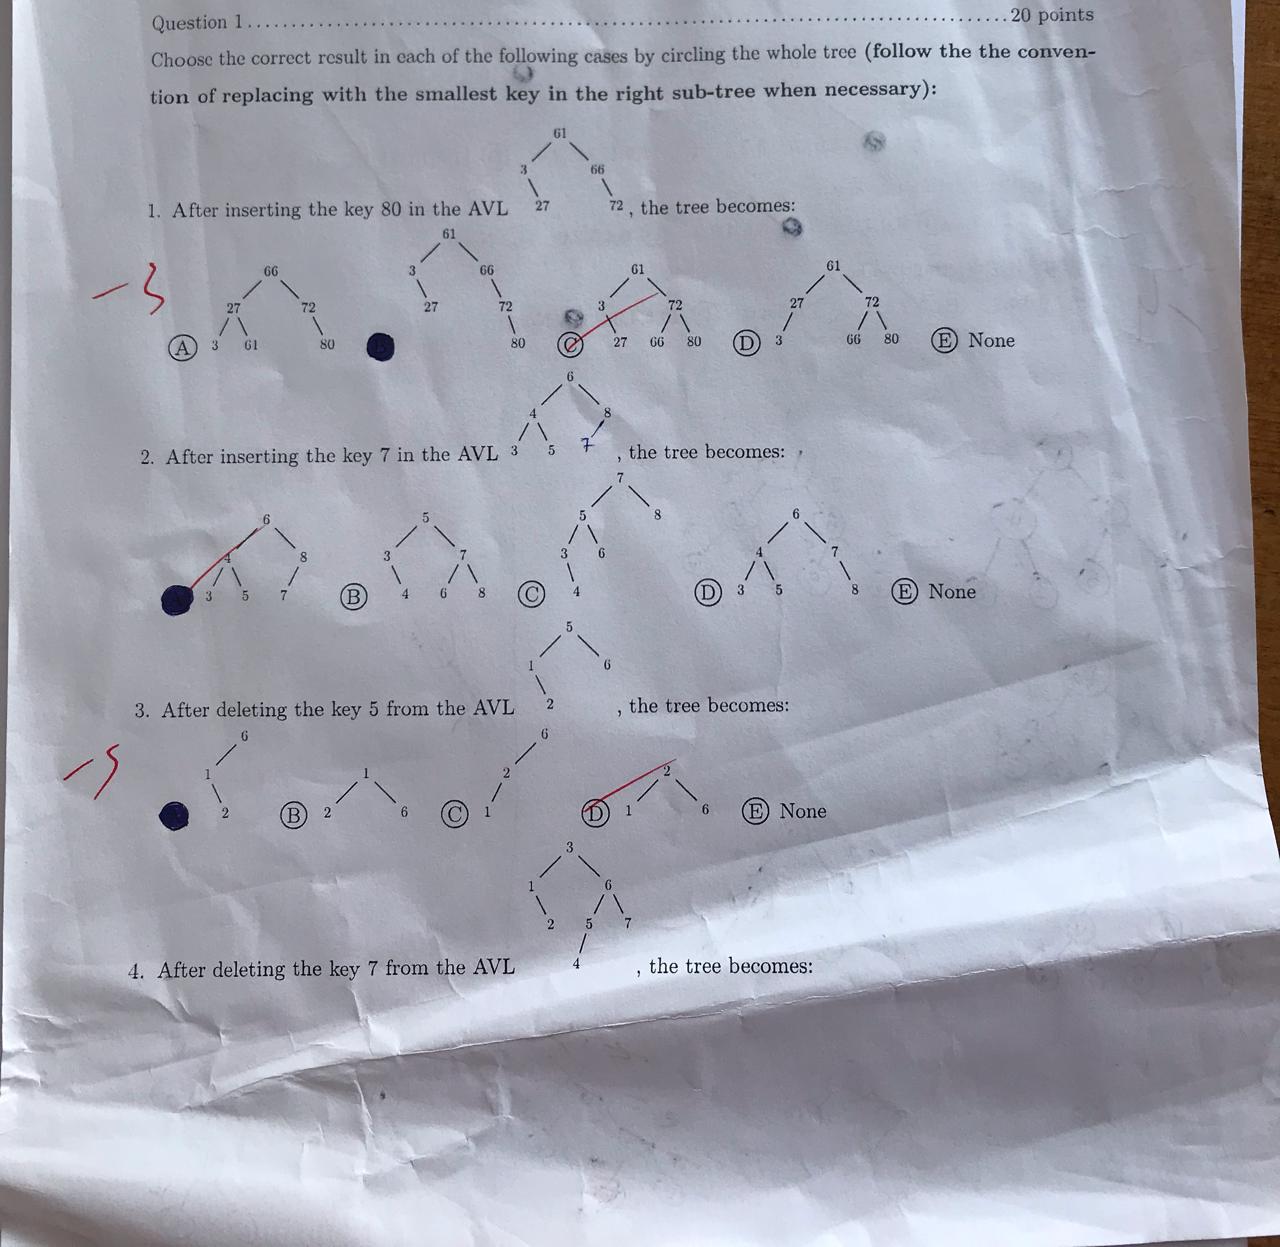 Question 1 ........................................................................ 20 points
Choose the correct result in each of the following cases by circling the whole tree (follow the the conven-
tion of replacing with the smallest key in the right sub-tree when necessary):
61
3 66
27 72
1. After inserting the key 80 in the AVL , the tree becomes:
-3
66
27 72
A 3 61 80
61
3 66
27 72
80
61
3 72
C 27 66 80
61
27 72
D 3 66 80
E None
6
4 8
3 5 7
2. After inserting the key 7 in the AVL , the tree becomes:
6
4 8
3 5 7
5
3 7
B 4 6 8
7
5 8
3 6
C 4
6
4 7
D 3 5 8
E None
5
1 6
2
3. After deleting the key 5 from the AVL , the tree becomes:
-5
6
1
2
1
B 2 6
6
2
C 1
2
D 1 6
E None
3
1 6
2 5 7
4
4. After deleting the key 7 from the AVL , the tree becomes: